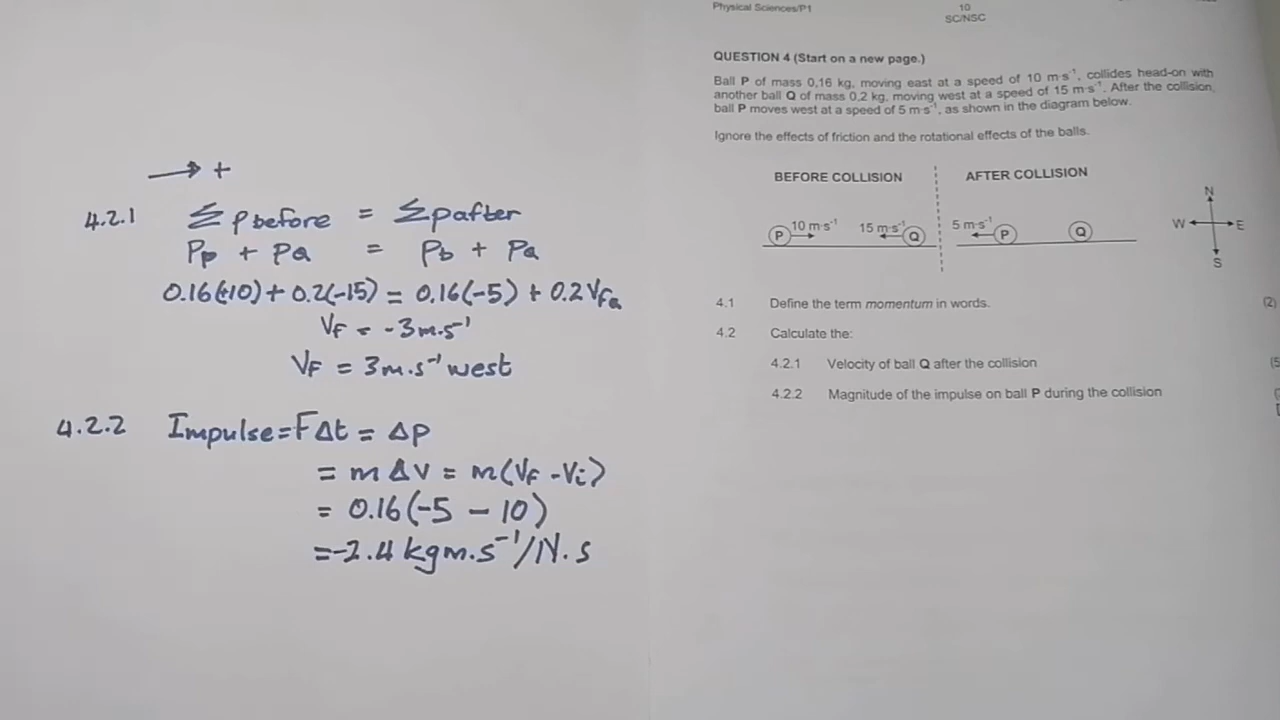 → +
4.2.1 Σ pbefore = Σpafter
Pp + pQ = Pb + Pa
0.16(+10) + 0.2(-15) = 0.16(-5) + 0.2 VfQ
VF = -3m.s⁻¹
VF = 3m.s⁻¹ west
4.2.2 Impulse = FΔt = Δp
= m ΔV = m(VF - Vi)
= 0.16(-5 - 10)
= -2.4 kgm.s⁻¹/N.s
Physical Sciences/P1 10
SC/NSC
QUESTION 4 (Start on a new page.)
Ball P of mass 0,16 kg, moving east at a speed of 10 m·s⁻¹, collides head-on with
another ball Q of mass 0,2 kg, moving west at a speed of 15 m·s⁻¹. After the collision,
ball P moves west at a speed of 5 m·s⁻¹, as shown in the diagram below.
Ignore the effects of friction and the rotational effects of the balls.
BEFORE COLLISION AFTER COLLISION
N
W E
S
P 10 m·s⁻¹ 15 m·s⁻¹ Q 5 m·s⁻¹ P Q
4.1 Define the term momentum in words. (2)
4.2 Calculate the:
4.2.1 Velocity of ball Q after the collision (5
4.2.2 Magnitude of the impulse on ball P during the collision